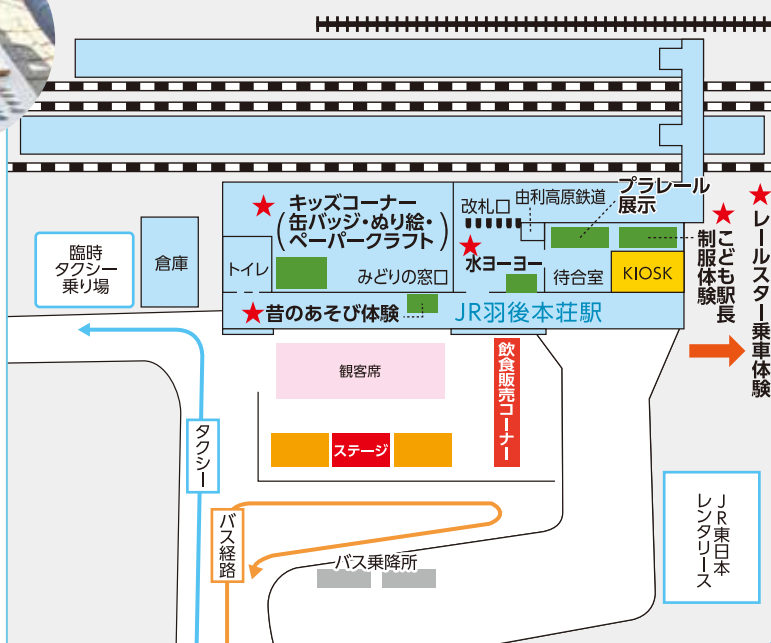 キッズコーナー
(缶バッジ・ぬり絵・
ペーパークラフト)
改札口
由利高原鉄道
プラレール
展示
レールスター乗車体験
こども駅長
制服体験
臨時
タクシー
乗り場
倉庫
トイレ
みどりの窓口
水ヨーヨー
待合室
KIOSK
昔のあそび体験
JR羽後本荘駅
観客席
飲食販売コーナー
ステージ
タクシー
バス経路
バス乗降所
JR東日本
レンタリース